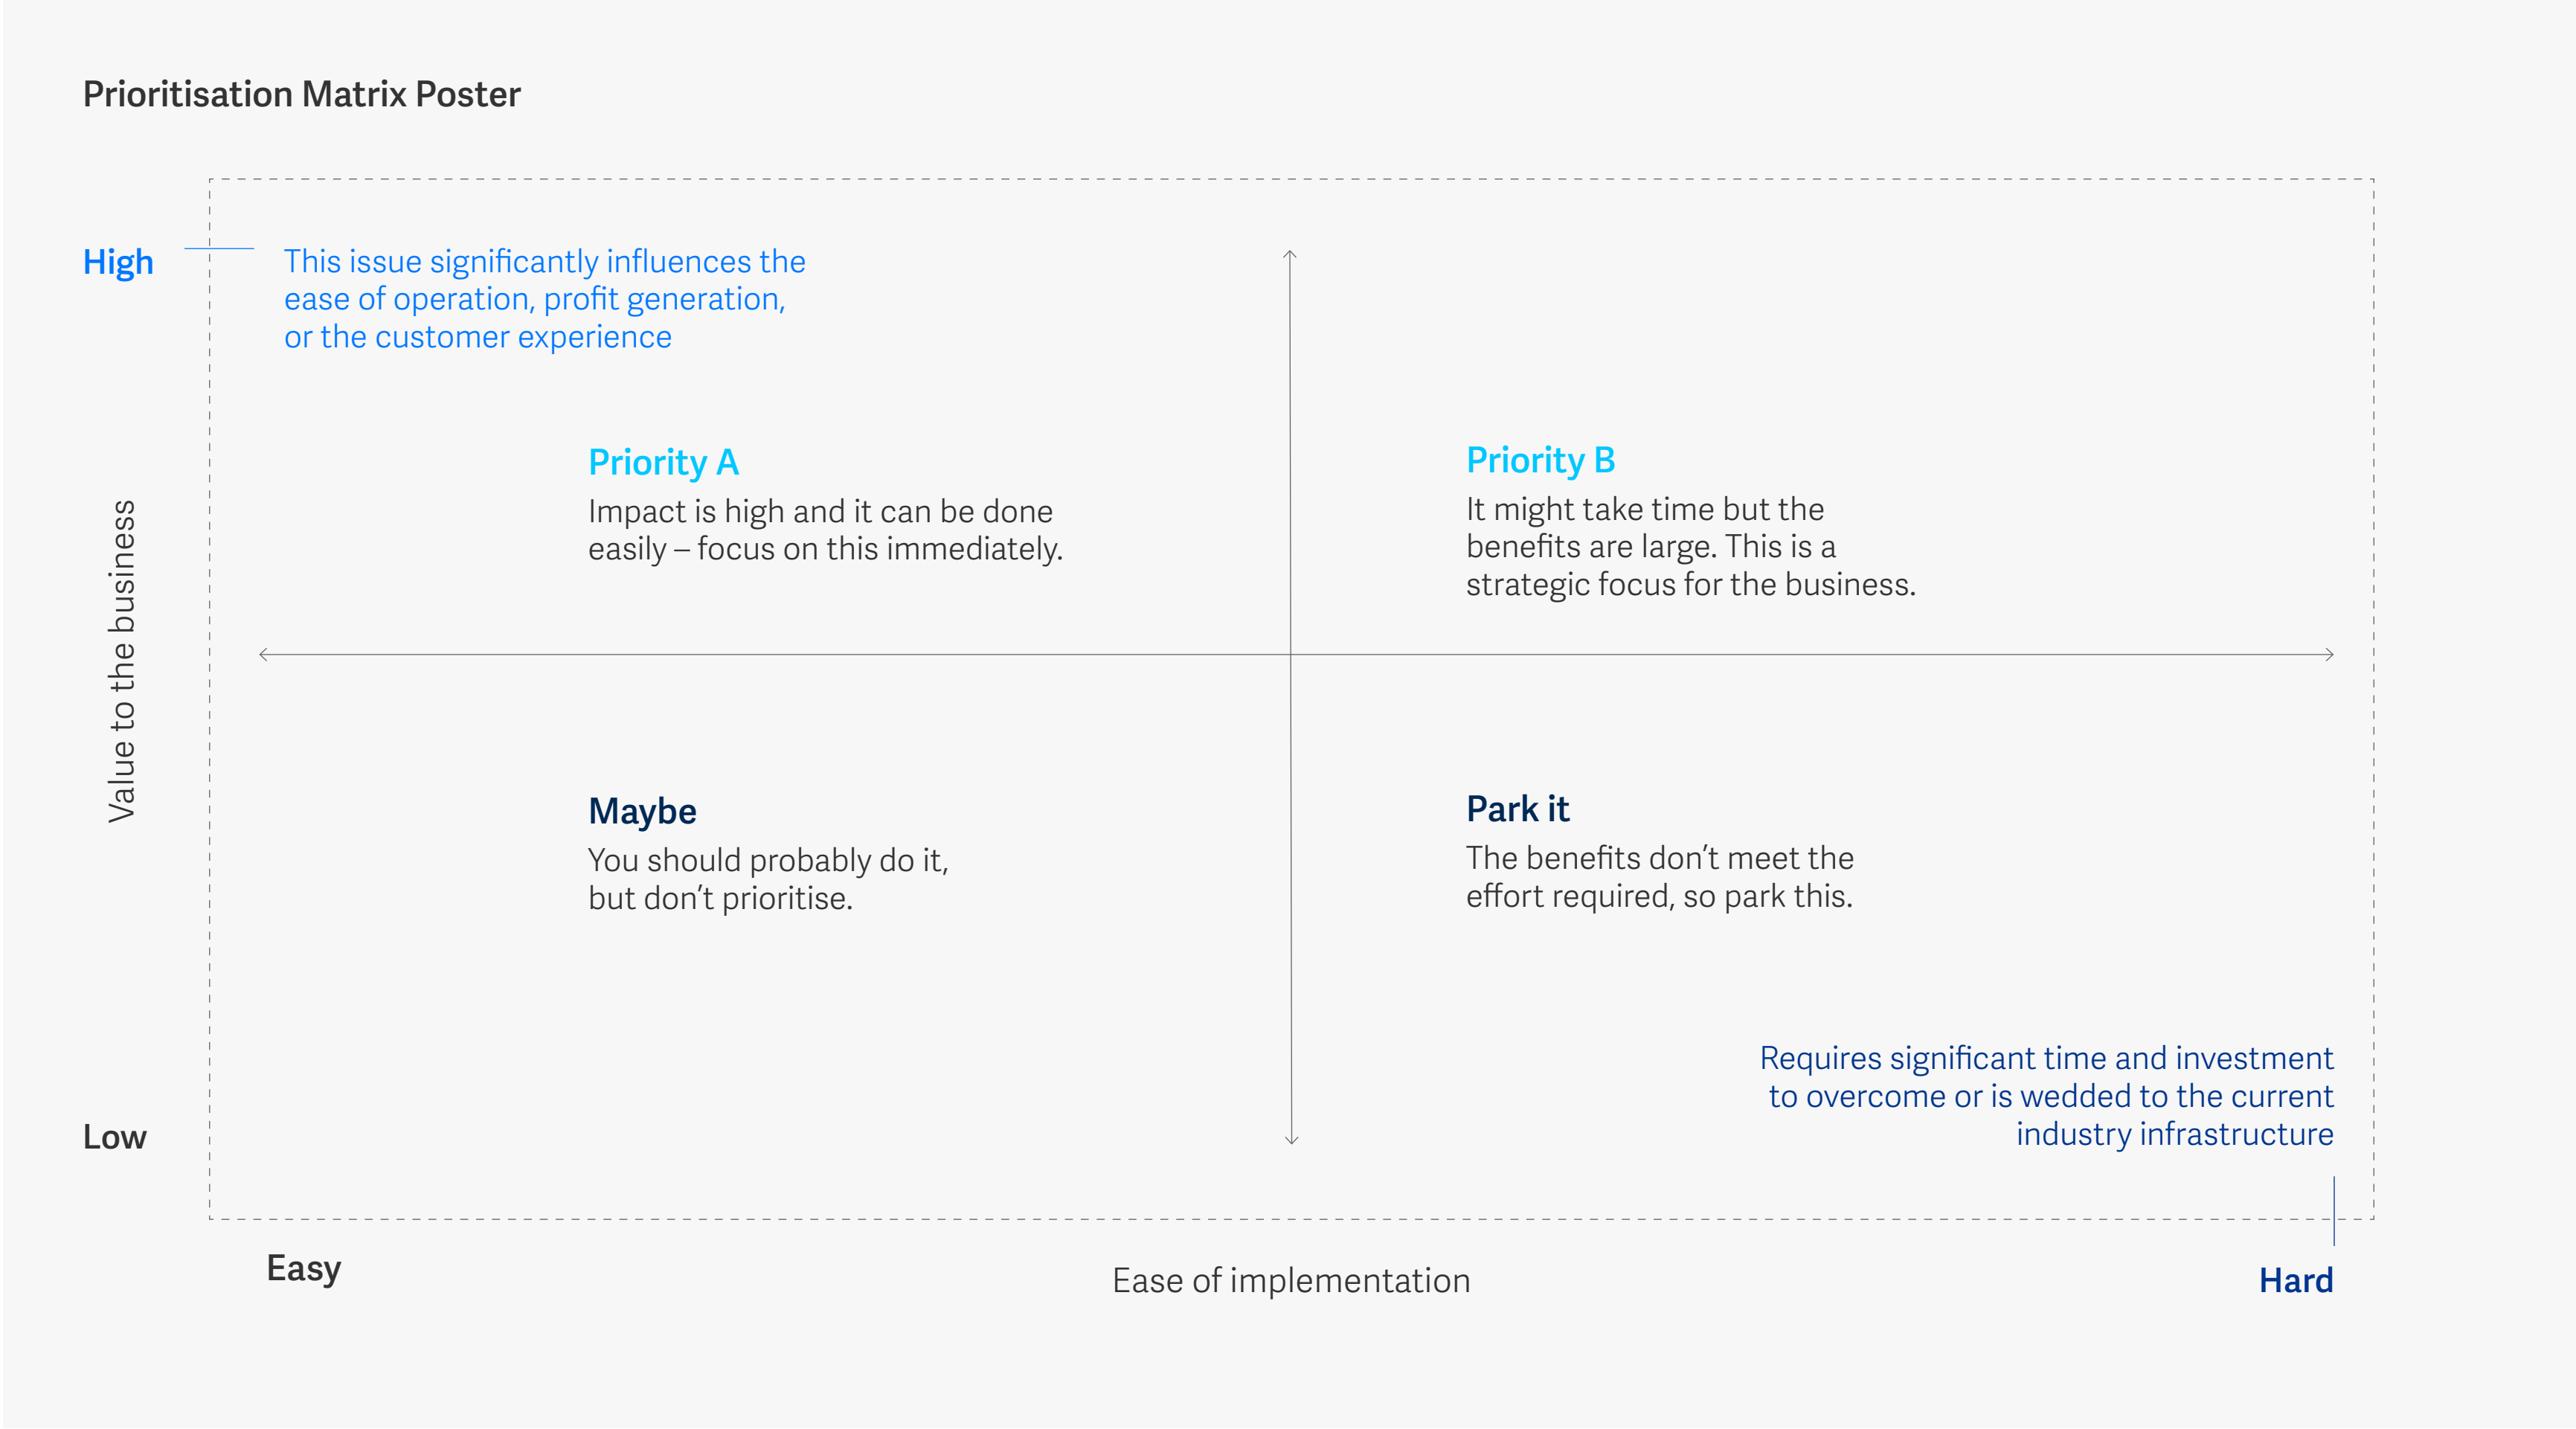 Prioritisation Matrix Poster
High
This issue significantly influences the
ease of operation, profit generation,
or the customer experience
Priority A
Impact is high and it can be done
easily – focus on this immediately.
Priority B
It might take time but the
benefits are large. This is a
strategic focus for the business.
Value to the business
Maybe
You should probably do it,
but don’t prioritise.
Park it
The benefits don’t meet the
effort required, so park this.
Requires significant time and investment
to overcome or is wedded to the current
industry infrastructure
Low
Easy
Ease of implementation
Hard